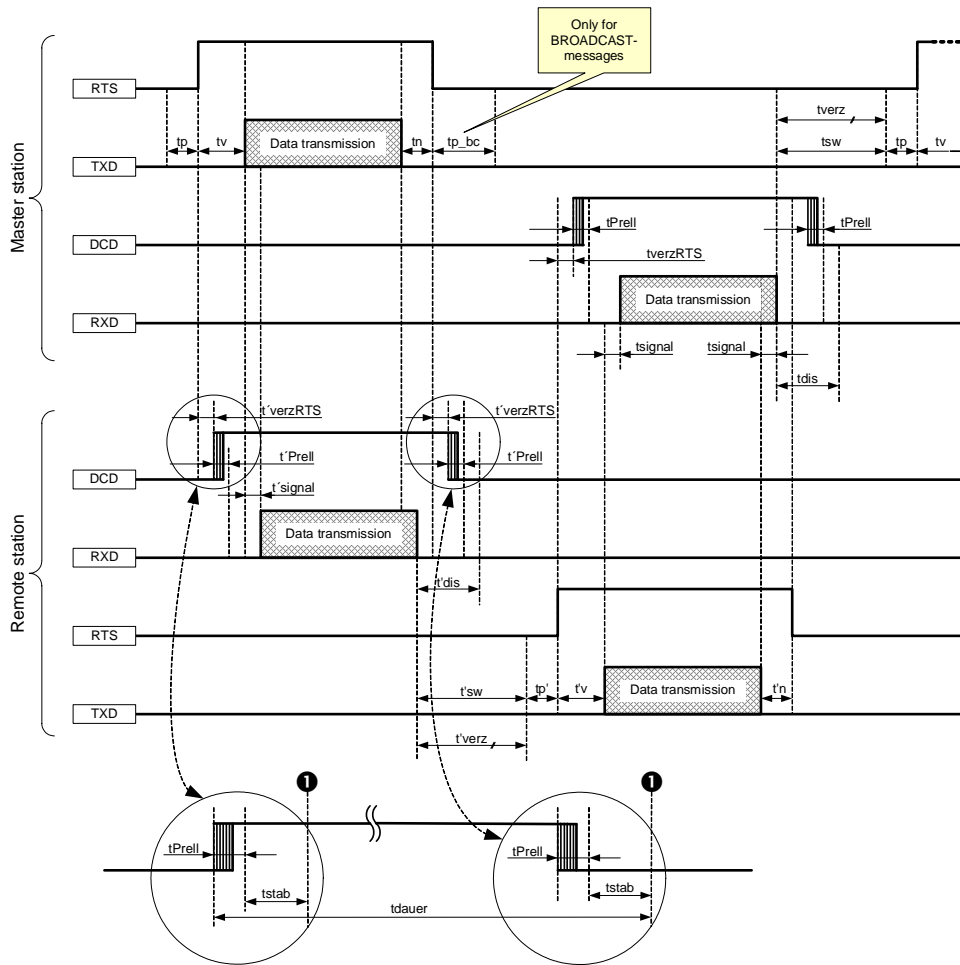 Only for
BROADCAST-
messages
RTS
tverz,
tp
tv
Data transmission
tn
tp_bc
tsw
tp
tv
TXD
Master station
tPrell
tPrell
DCD
tverzRTS
Data transmission
RXD
tsignal
tsignal
tdis
t´verzRTS
t´verzRTS
t´Prell
t´Prell
DCD
t´signal
Data transmission
RXD
t'dis
Remote station
RTS
t'sw
tp'
t'v
Data transmission
t'n
TXD
t'verz,
1
1
tPrell
tPrell
tstab
tstab
tdauer